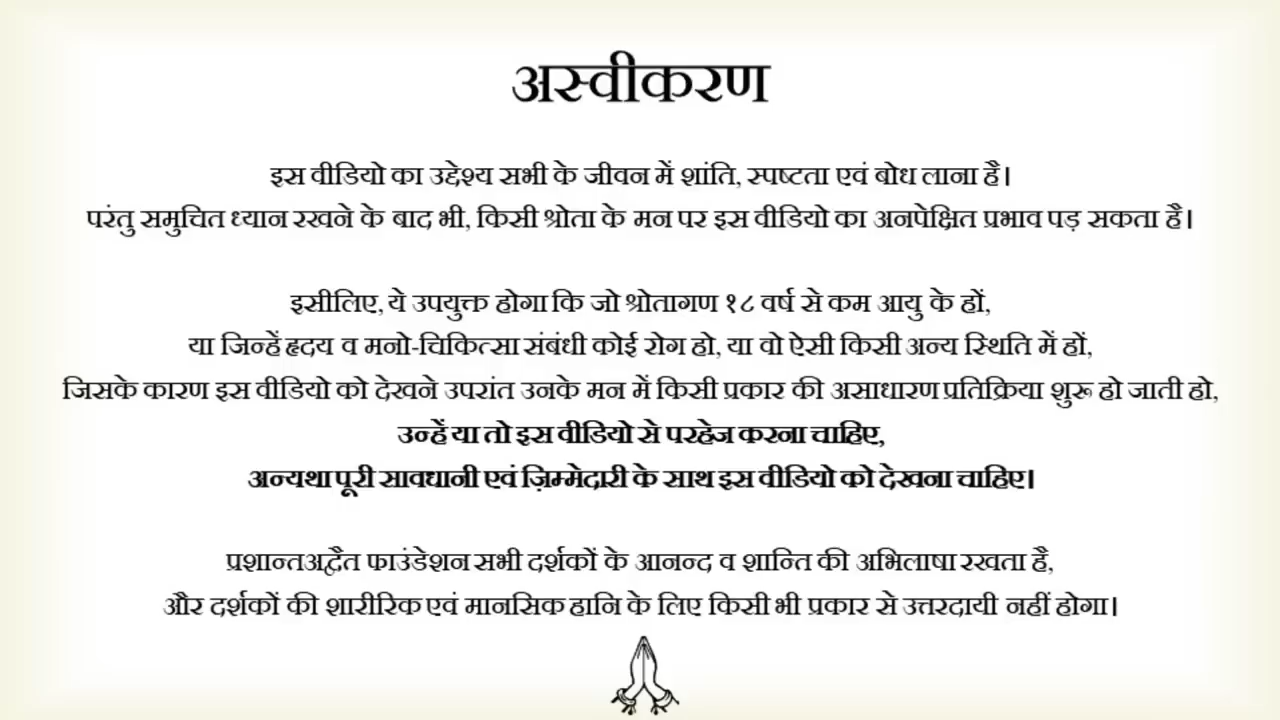 अस्वीकरण
इस वीडियो का उद्देश्य सभी के जीवन में शांति, स्पष्टता एवं बोध लाना है।
परंतु समुचित ध्यान रखने के बाद भी, किसी श्रोता के मन पर इस वीडियो का अनपेक्षित प्रभाव पड़ सकता है।
इसीलिए, ये उपयुक्त होगा कि जो श्रोतागण १८ वर्ष से कम आयु के हों,
या जिन्हें हृदय व मनो-चिकित्सा संबंधी कोई रोग हो, या वो ऐसी किसी अन्य स्थिति में हों,
जिसके कारण इस वीडियो को देखने उपरांत उनके मन में किसी प्रकार की असाधारण प्रतिक्रिया शुरू हो जाती हो,
उन्हें या तो इस वीडियो से परहेज करना चाहिए,
अन्यथा पूरी सावधानी एवं ज़िम्मेदारी के साथ इस वीडियो को देखना चाहिए।
प्रशान्तअद्वैत फाउंडेशन सभी दर्शकों के आनन्द व शान्ति की अभिलाषा रखता है,
और दर्शकों की शारीरिक एवं मानसिक हानि के लिए किसी भी प्रकार से उत्तरदायी नहीं होगा।